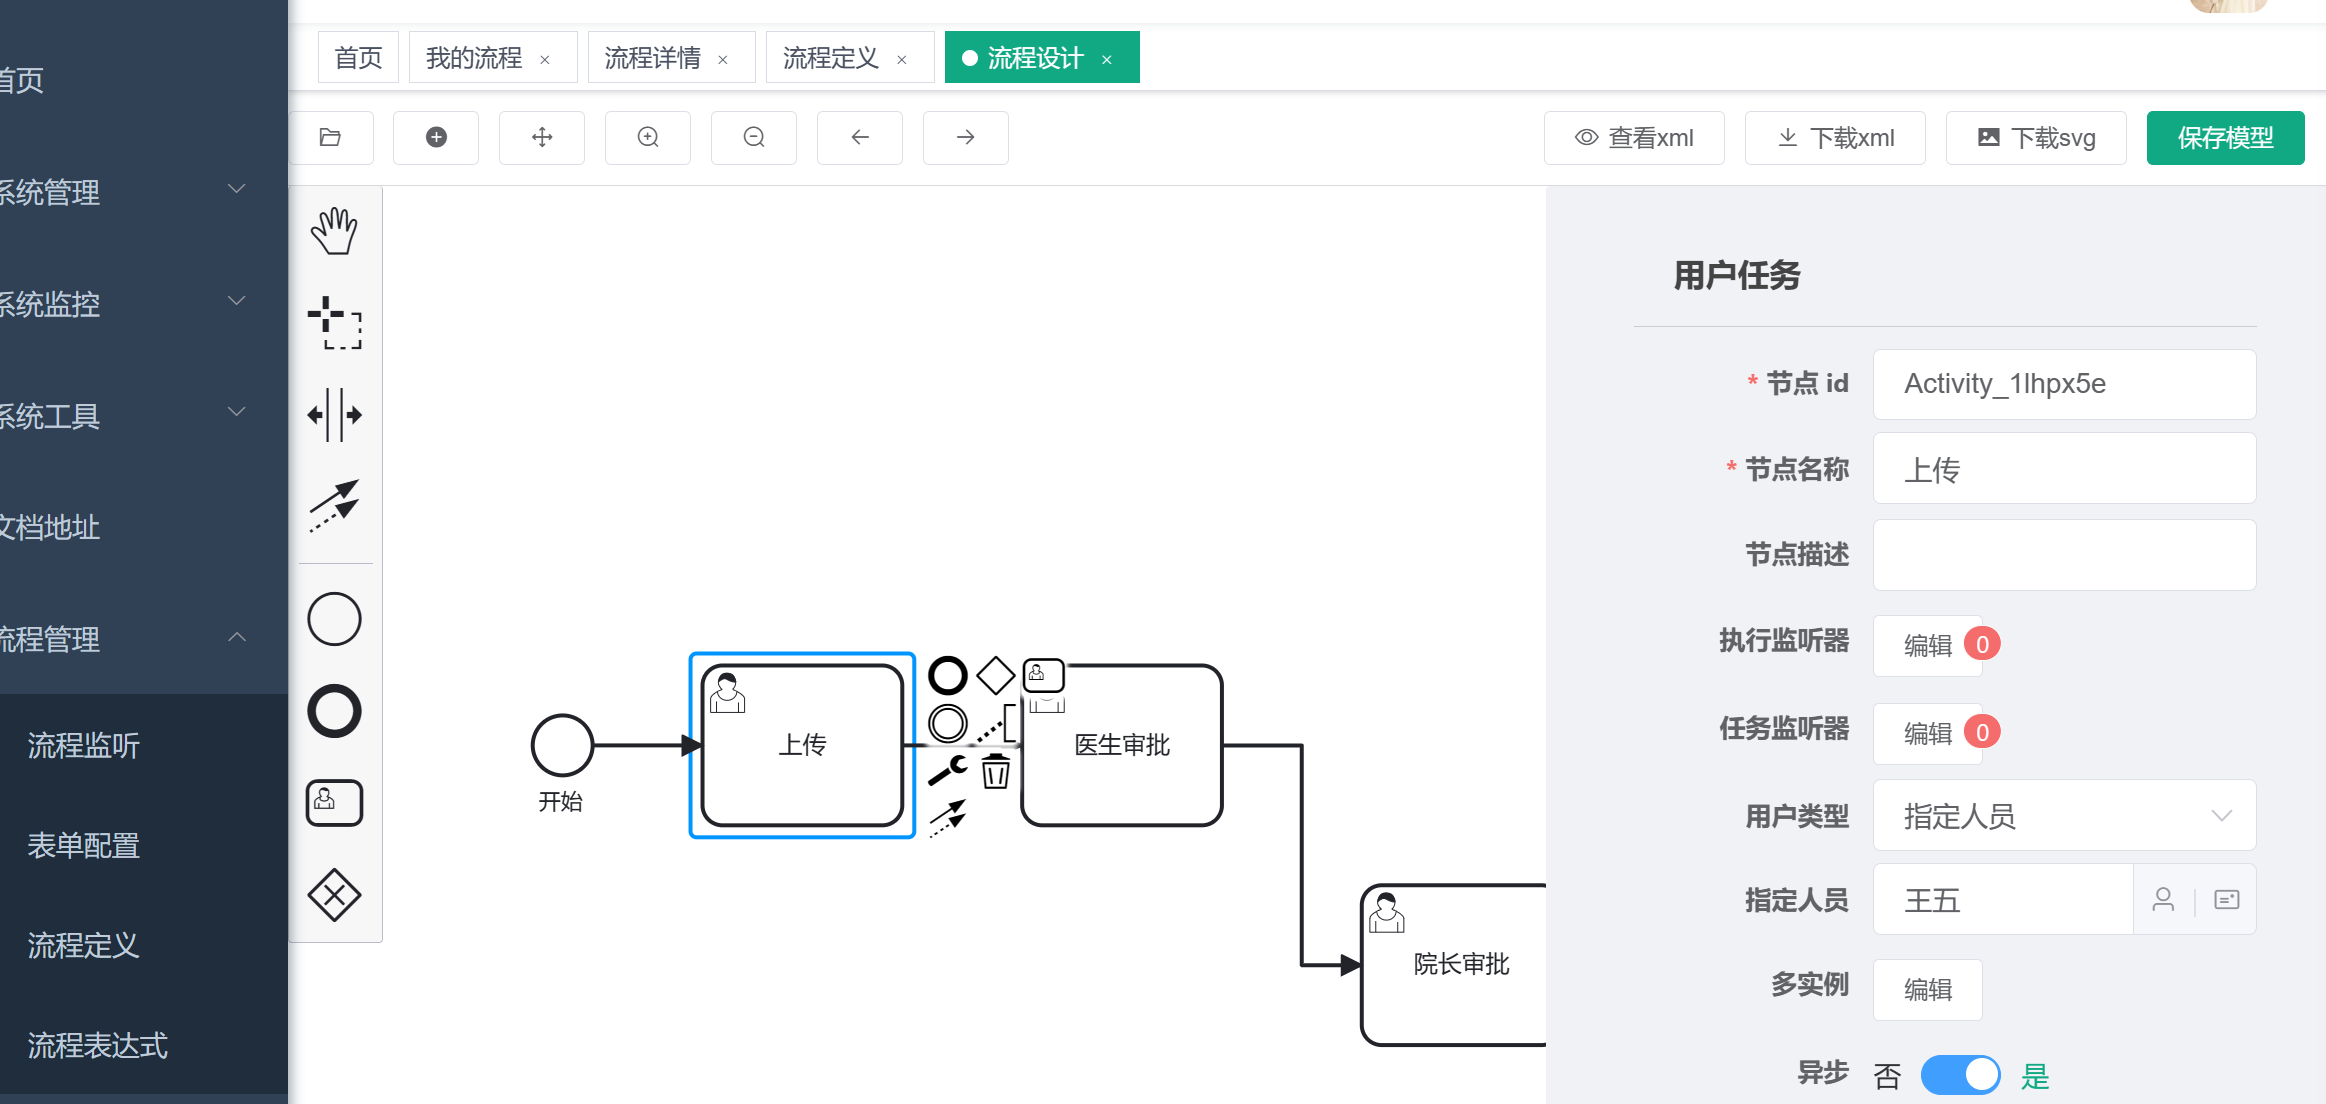 首页
系统管理
系统监控
系统工具
文档地址
流程管理
流程监听
表单配置
流程定义
流程表达式
首页 我的流程 × 流程详情 × 流程定义 × 流程设计 ×
查看xml 下载xml 下载svg 保存模型
开始
上传
医生审批
院长审批
用户任务
* 节点 id Activity_1lhpx5e
* 节点名称 上传
节点描述
执行监听器 编辑 0
任务监听器 编辑 0
用户类型 指定人员
指定人员 王五
多实例 编辑
异步 否 是